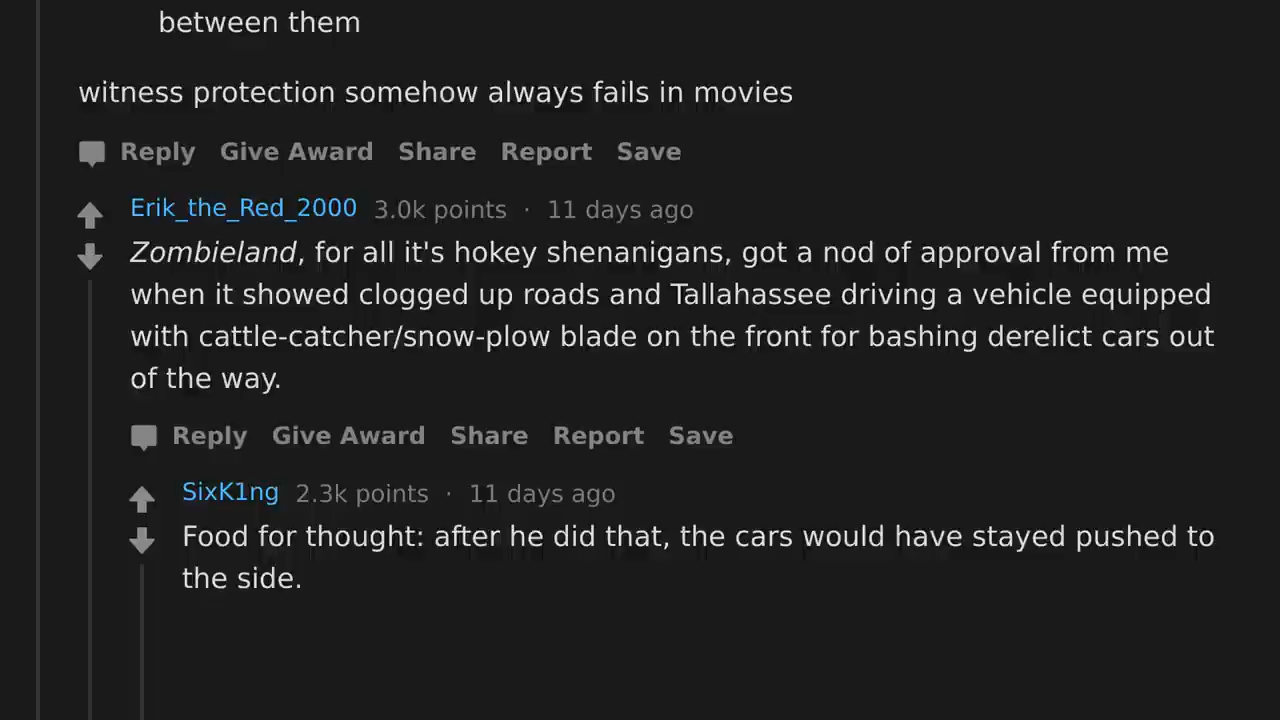 between them
witness protection somehow always fails in movies
Reply Give Award Share Report Save
Erik_the_Red_2000 3.0k points · 11 days ago
Zombieland, for all it's hokey shenanigans, got a nod of approval from me
when it showed clogged up roads and Tallahassee driving a vehicle equipped
with cattle-catcher/snow-plow blade on the front for bashing derelict cars out
of the way.
Reply Give Award Share Report Save
SixK1ng 2.3k points · 11 days ago
Food for thought: after he did that, the cars would have stayed pushed to
the side.